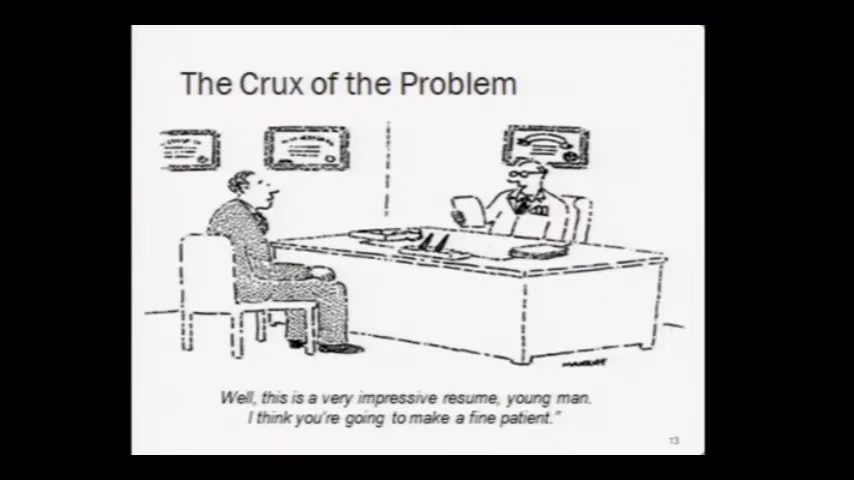 The Crux of the Problem
Well, this is a very impressive resume, young man.
I think you're going to make a fine patient."
13